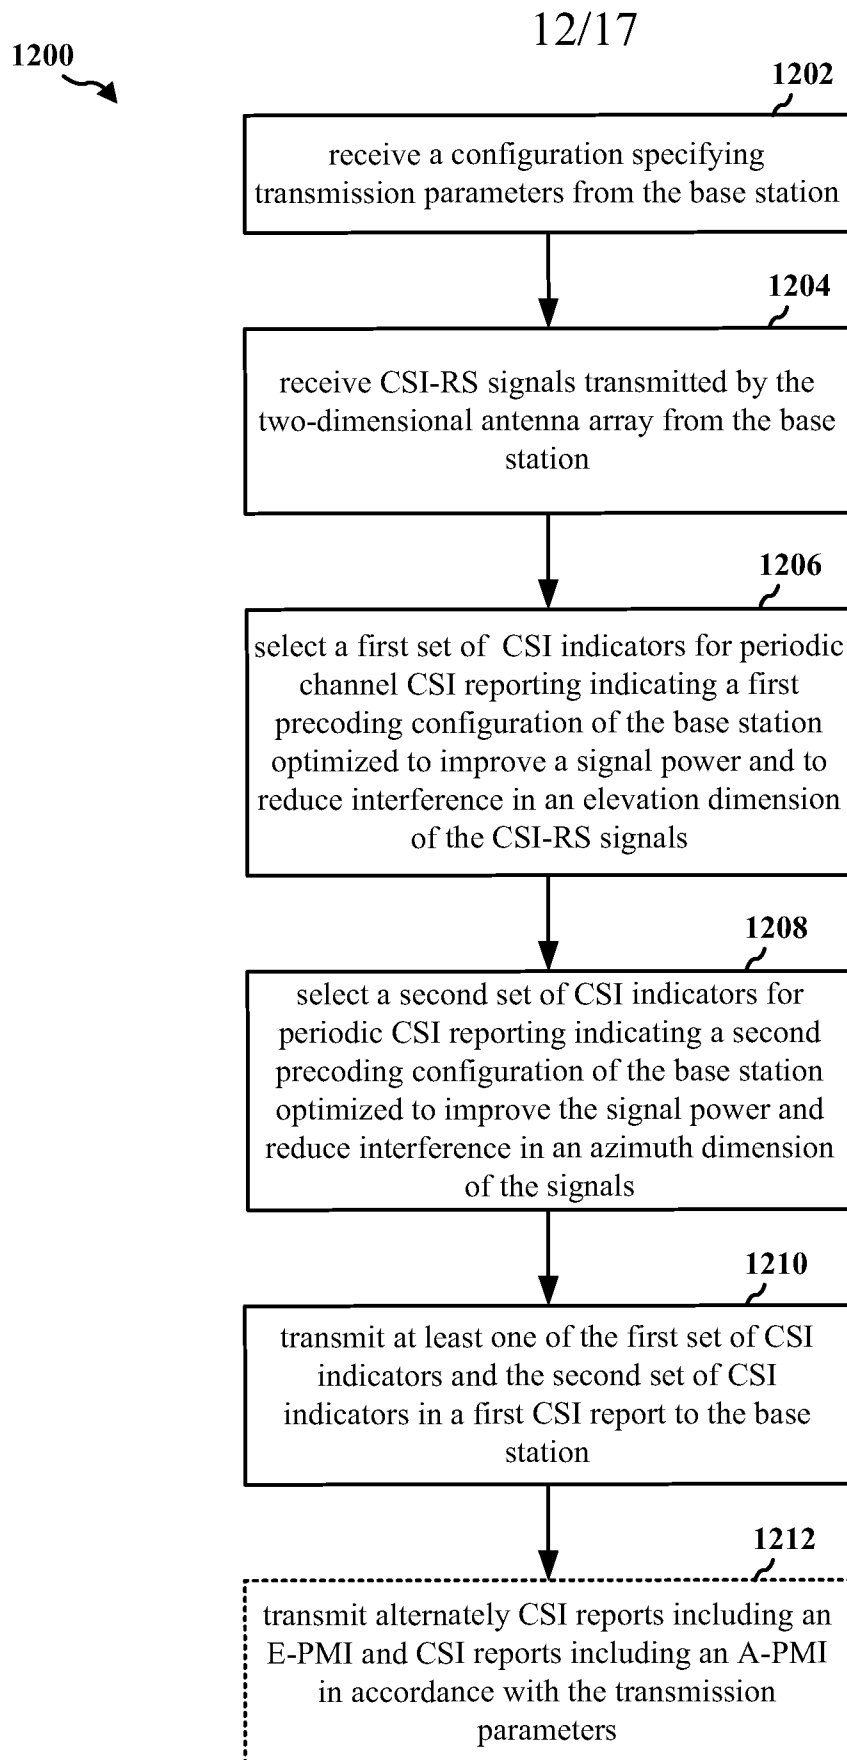 12/17
1200
1202
receive a configuration specifying
transmission parameters from the base station
1204
receive CSI-RS signals transmitted by the
two-dimensional antenna array from the base
station
1206
select a first set of CSI indicators for periodic
channel CSI reporting indicating a first
precoding configuration of the base station
optimized to improve a signal power and to
reduce interference in an elevation dimension
of the CSI-RS signals
1208
select a second set of CSI indicators for
periodic CSI reporting indicating a second
precoding configuration of the base station
optimized to improve the signal power and
reduce interference in an azimuth dimension
of the signals
1210
transmit at least one of the first set of CSI
indicators and the second set of CSI
indicators in a first CSI report to the base
station
1212
transmit alternately CSI reports including an
E-PMI and CSI reports including an A-PMI
in accordance with the transmission
parameters